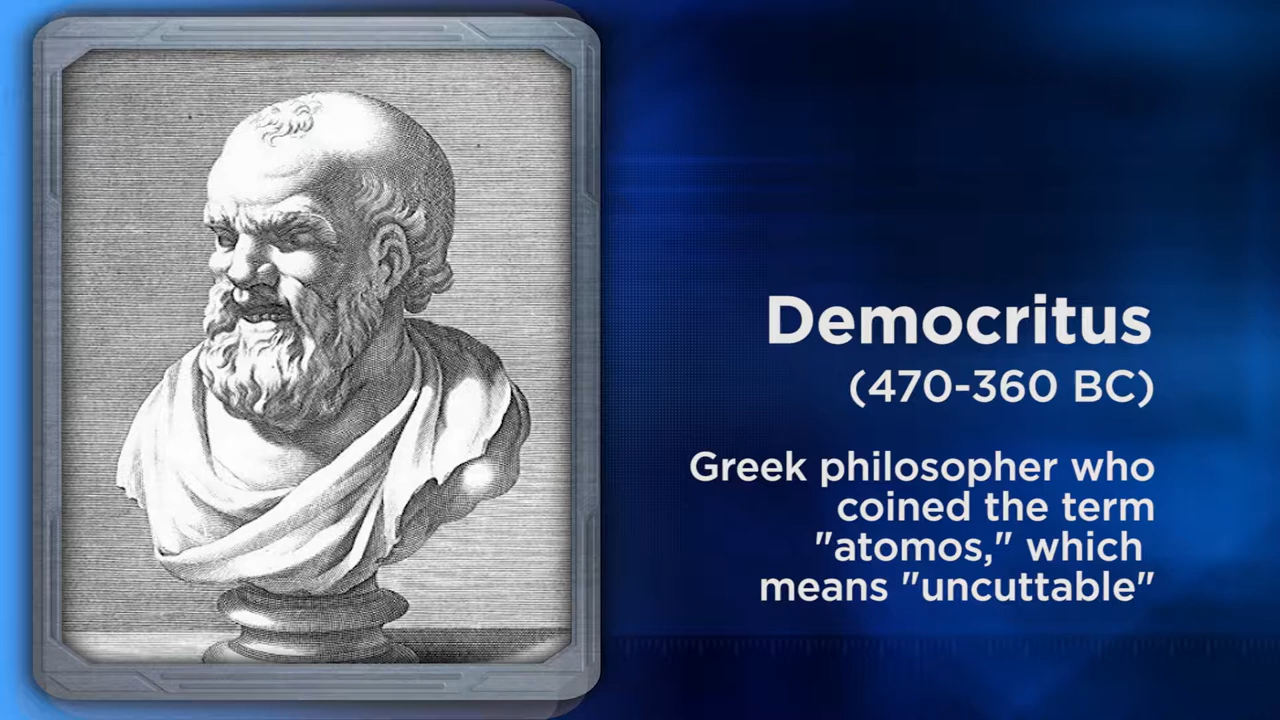 Democritus
(470-360 BC)
Greek philosopher who
coined the term
"atomos," which
means "uncuttable"